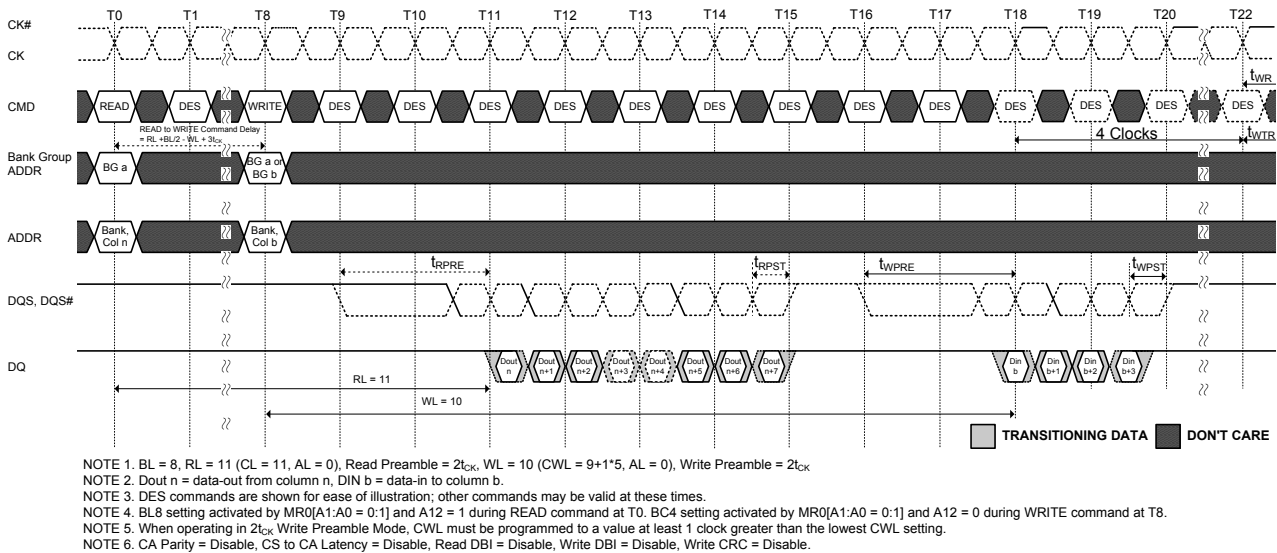 T0 T1 T8 T9 T10 T11 T12 T13 T14 T15 T16 T17 T18 T19 T20 T22
CK#
CK
tWR
CMD READ DES WRITE DES DES DES DES DES DES DES DES DES DES DES DES DES
READ to WRITE Command Delay
= RL +BL/2 - WL + 3tCK
4 Clocks tWTR
Bank Group
ADDR
BG a
BG a or
BG b
ADDR
Bank,
Col n
Bank,
Col b
tRPRE tRPST tWPRE tWPST
DQS, DQS#
DQ
Dout
n
Dout
n+1
Dout
n+2
Dout
n+3
Dout
n+4
Dout
n+5
Dout
n+6
Dout
n+7
Din
b
Din
b+1
Din
b+2
Din
b+3
RL = 11
WL = 10
TRANSITIONING DATA DON'T CARE
NOTE 1. BL = 8, RL = 11 (CL = 11, AL = 0), Read Preamble = 2tCK, WL = 10 (CWL = 9+1*5, AL = 0), Write Preamble = 2tCK
NOTE 2. Dout n = data-out from column n, DIN b = data-in to column b.
NOTE 3. DES commands are shown for ease of illustration; other commands may be valid at these times.
NOTE 4. BL8 setting activated by MR0[A1:A0 = 0:1] and A12 = 1 during READ command at T0. BC4 setting activated by MR0[A1:A0 = 0:1] and A12 = 0 during WRITE command at T8.
NOTE 5. When operating in 2tCK Write Preamble Mode, CWL must be programmed to a value at least 1 clock greater than the lowest CWL setting.
NOTE 6. CA Parity = Disable, CS to CA Latency = Disable, Read DBI = Disable, Write DBI = Disable, Write CRC = Disable.